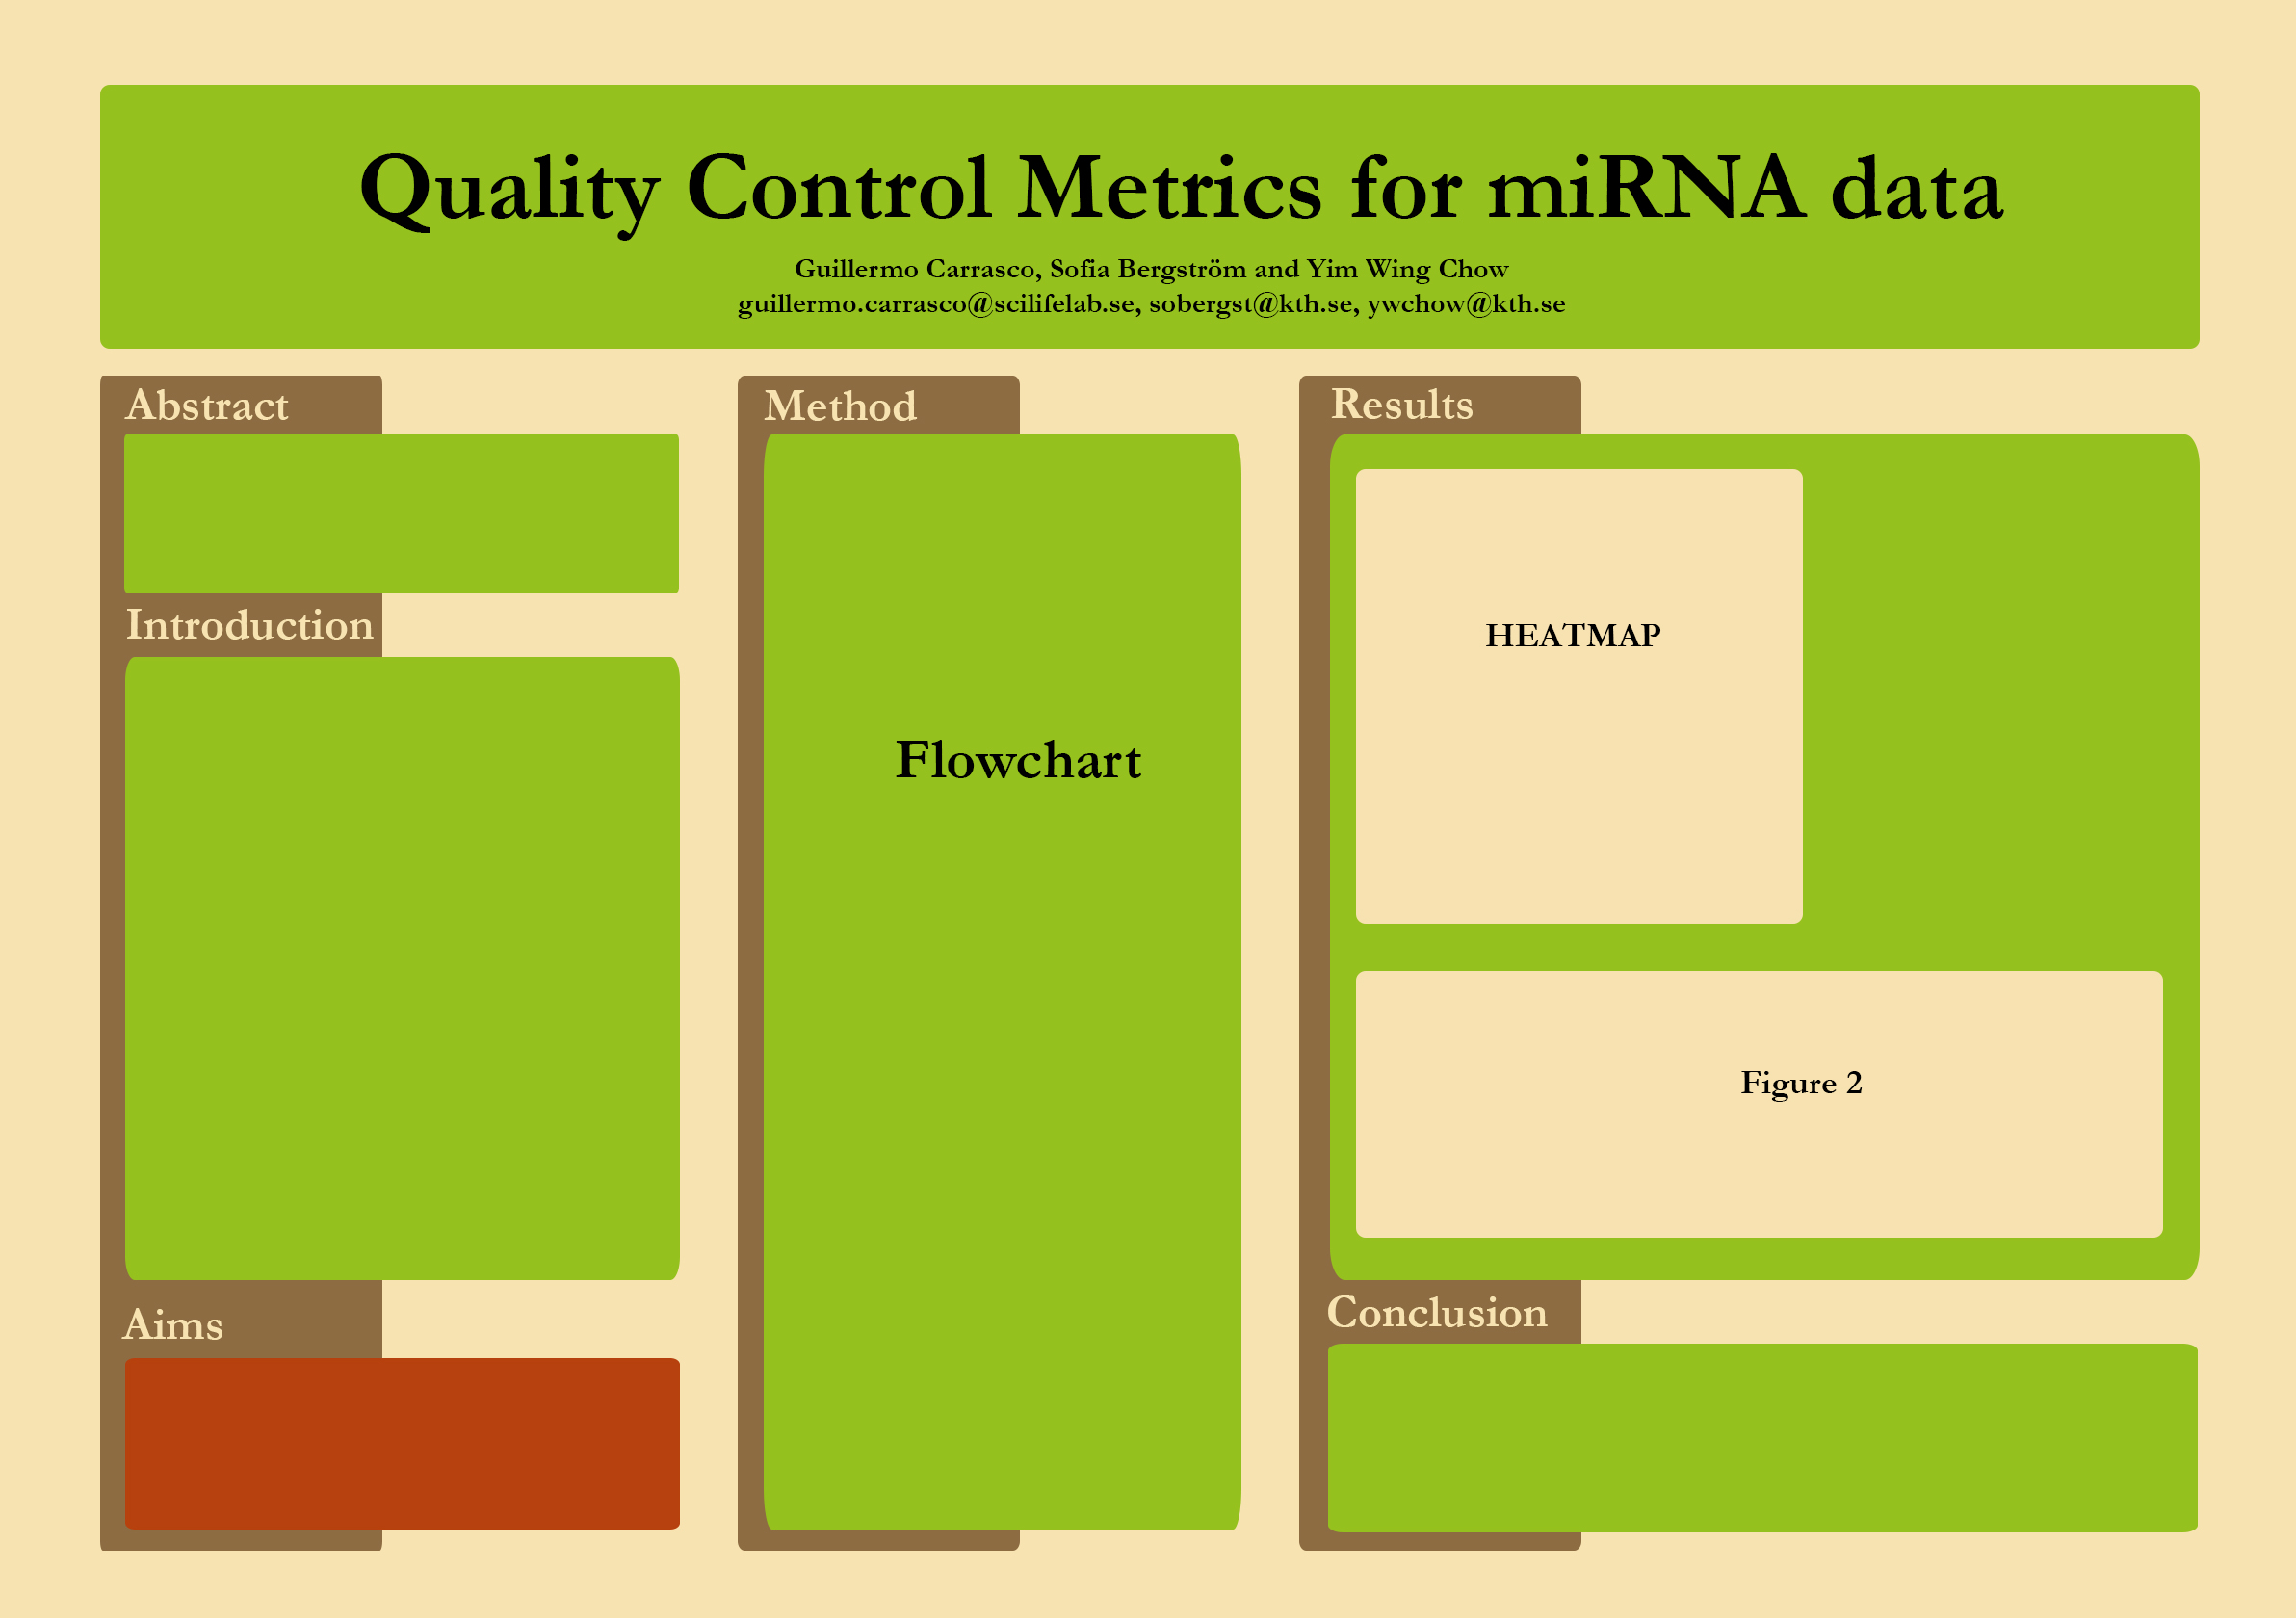 Quality Control Metrics for miRNA data
Guillermo Carrasco, Sofia Bergström and Yim Wing Chow
guillermo.carrasco@scilifelab.se, sobergst@kth.se, ywchow@kth.se
Abstract
Introduction
Aims
Method
Flowchart
Results
HEATMAP
Figure 2
Conclusion